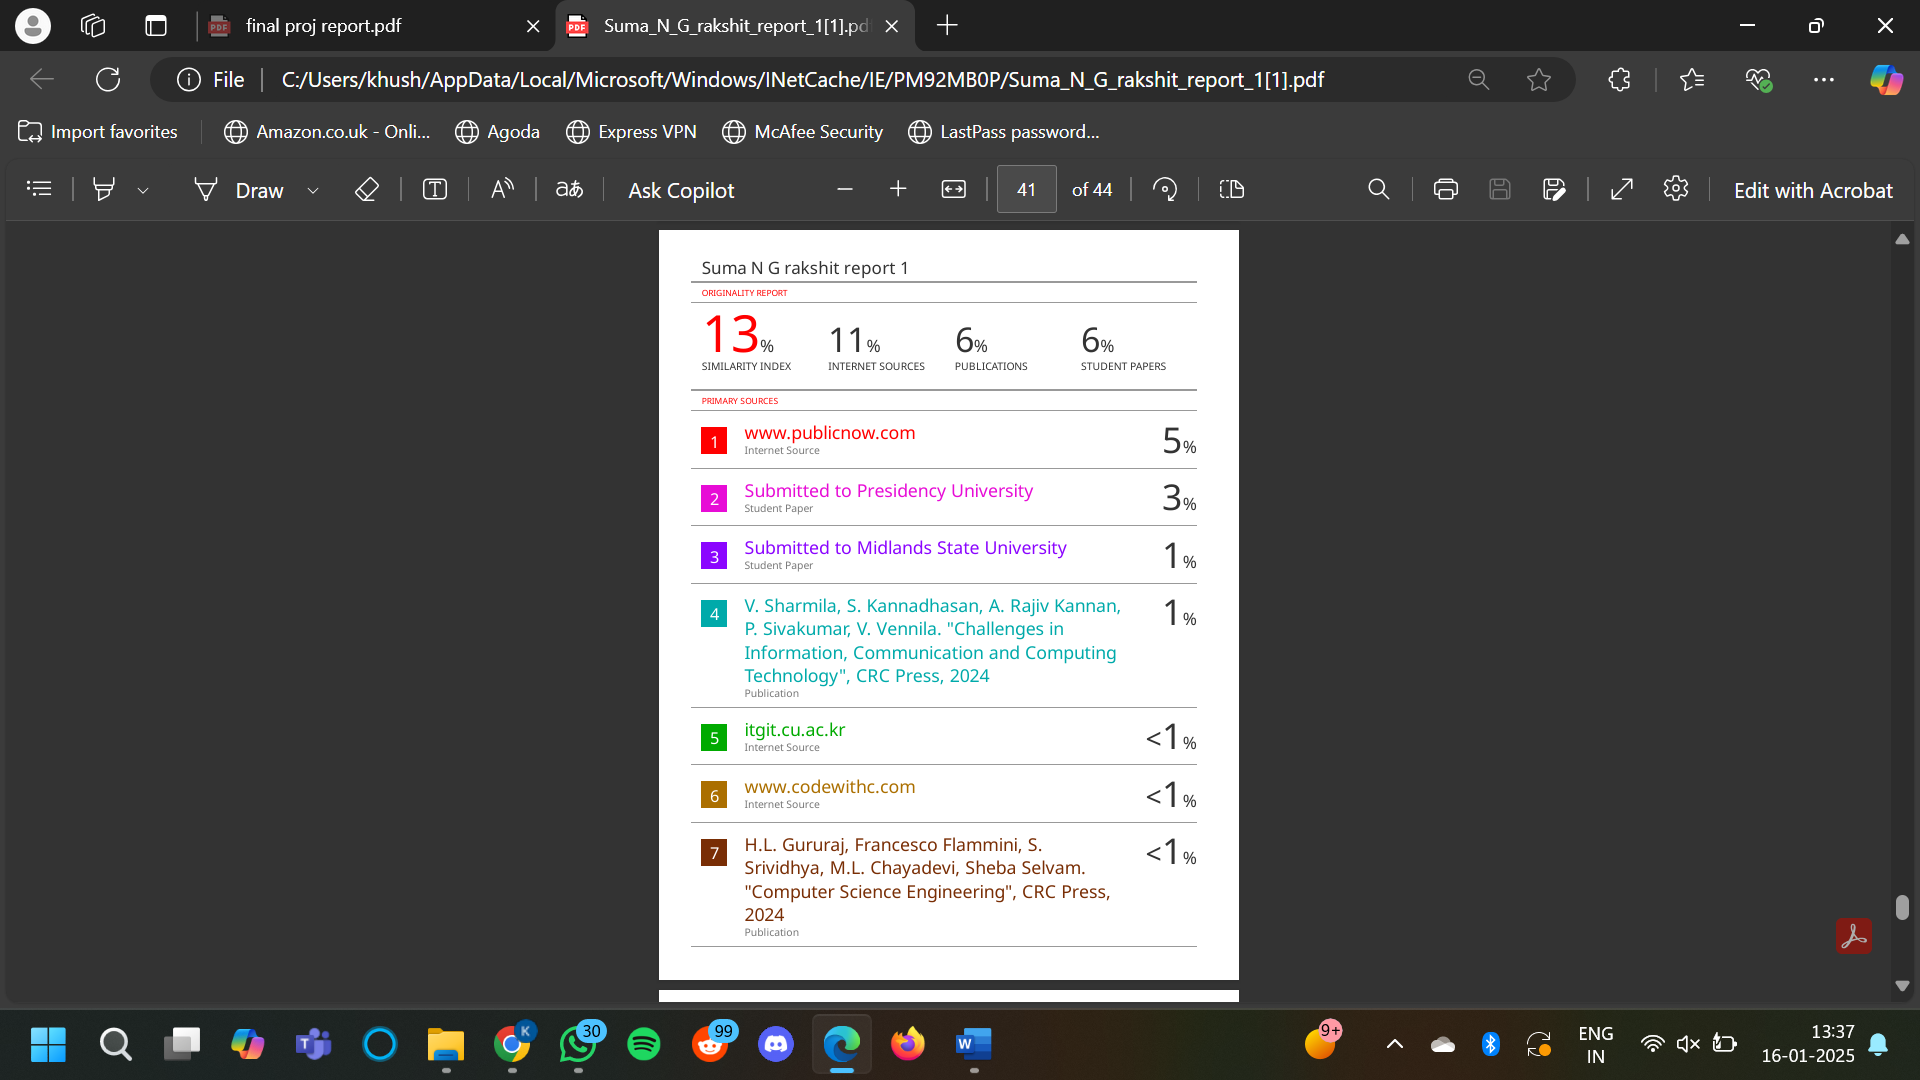 final proj report.pdf
Suma_N_G_rakshit_report_1[1].pd
File
C:/Users/khush/AppData/Local/Microsoft/Windows/INetCache/IE/PM92MB0P/Suma_N_G_rakshit_report_1[1].pdf
Import favorites
Amazon.co.uk - Onli...
Agoda
Express VPN
McAfee Security
LastPass password...
Draw
aあ
Ask Copilot
41 of 44
Edit with Acrobat
Suma N G rakshit report 1
ORIGINALITY REPORT
13% 11% 6% 6%
SIMILARITY INDEX INTERNET SOURCES PUBLICATIONS STUDENT PAPERS
PRIMARY SOURCES
1 www.publicnow.com 5%
Internet Source
2 Submitted to Presidency University 3%
Student Paper
3 Submitted to Midlands State University 1%
Student Paper
4 V. Sharmila, S. Kannadhasan, A. Rajiv Kannan, 1%
P. Sivakumar, V. Vennila. "Challenges in
Information, Communication and Computing
Technology", CRC Press, 2024
Publication
5 itgit.cu.ac.kr <1%
Internet Source
6 www.codewithc.com <1%
Internet Source
7 H.L. Gururaj, Francesco Flammini, S. <1%
Srividhya, M.L. Chayadevi, Sheba Selvam.
"Computer Science Engineering", CRC Press,
2024
Publication
K
30
99
9+
ENG
IN
13:37
16-01-2025